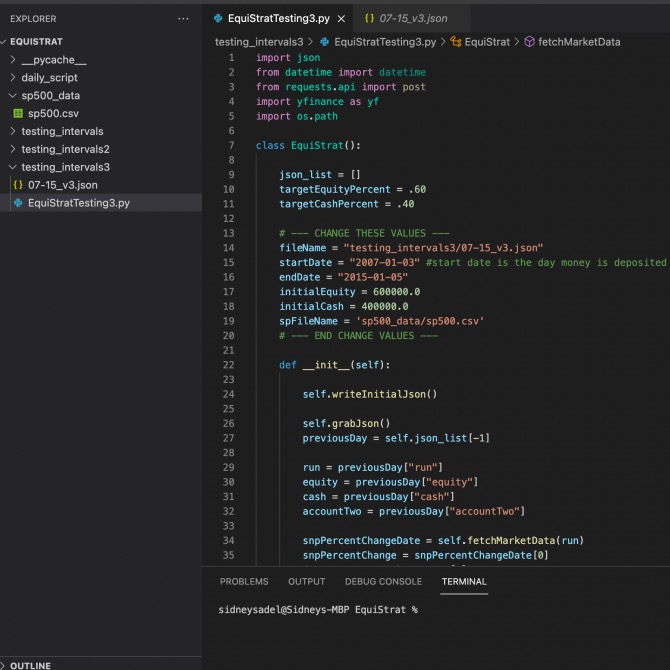 EXPLORER
···
EQUISTRAT
__pycache__
daily_script
sp500_data
sp500.csv
testing_intervals
testing_intervals2
testing_intervals3
{} 07-15_v3.json
EquiStratTesting3.py
OUTLINE
EquiStratTesting3.py ×
{} 07-15_v3.json
testing_intervals3 > EquiStratTesting3.py > EquiStrat > fetchMarketData
1 import json
2 from datetime import datetime
3 from requests.api import post
4 import yfinance as yf
5 import os.path
6
7 class EquiStrat():
8
9 json_list = []
10 targetEquityPercent = .60
11 targetCashPercent = .40
12
13 # --- CHANGE THESE VALUES ---
14 fileName = "testing_intervals3/07-15_v3.json"
15 startDate = "2007-01-03" #start date is the day money is deposited
16 endDate = "2015-01-05"
17 initialEquity = 600000.0
18 initialCash = 400000.0
19 spFileName = 'sp500_data/sp500.csv'
20 # --- END CHANGE VALUES ---
21
22 def __init__(self):
23
24 self.writeInitialJson()
25
26 self.grabJson()
27 previousDay = self.json_list[-1]
28
29 run = previousDay["run"]
30 equity = previousDay["equity"]
31 cash = previousDay["cash"]
32 accountTwo = previousDay["accountTwo"]
33
34 snpPercentChangeDate = self.fetchMarketData(run)
35 snpPercentChange = snpPercentChangeDate[0]
PROBLEMS OUTPUT DEBUG CONSOLE TERMINAL
sidneysadel@Sidneys-MBP EquiStrat %